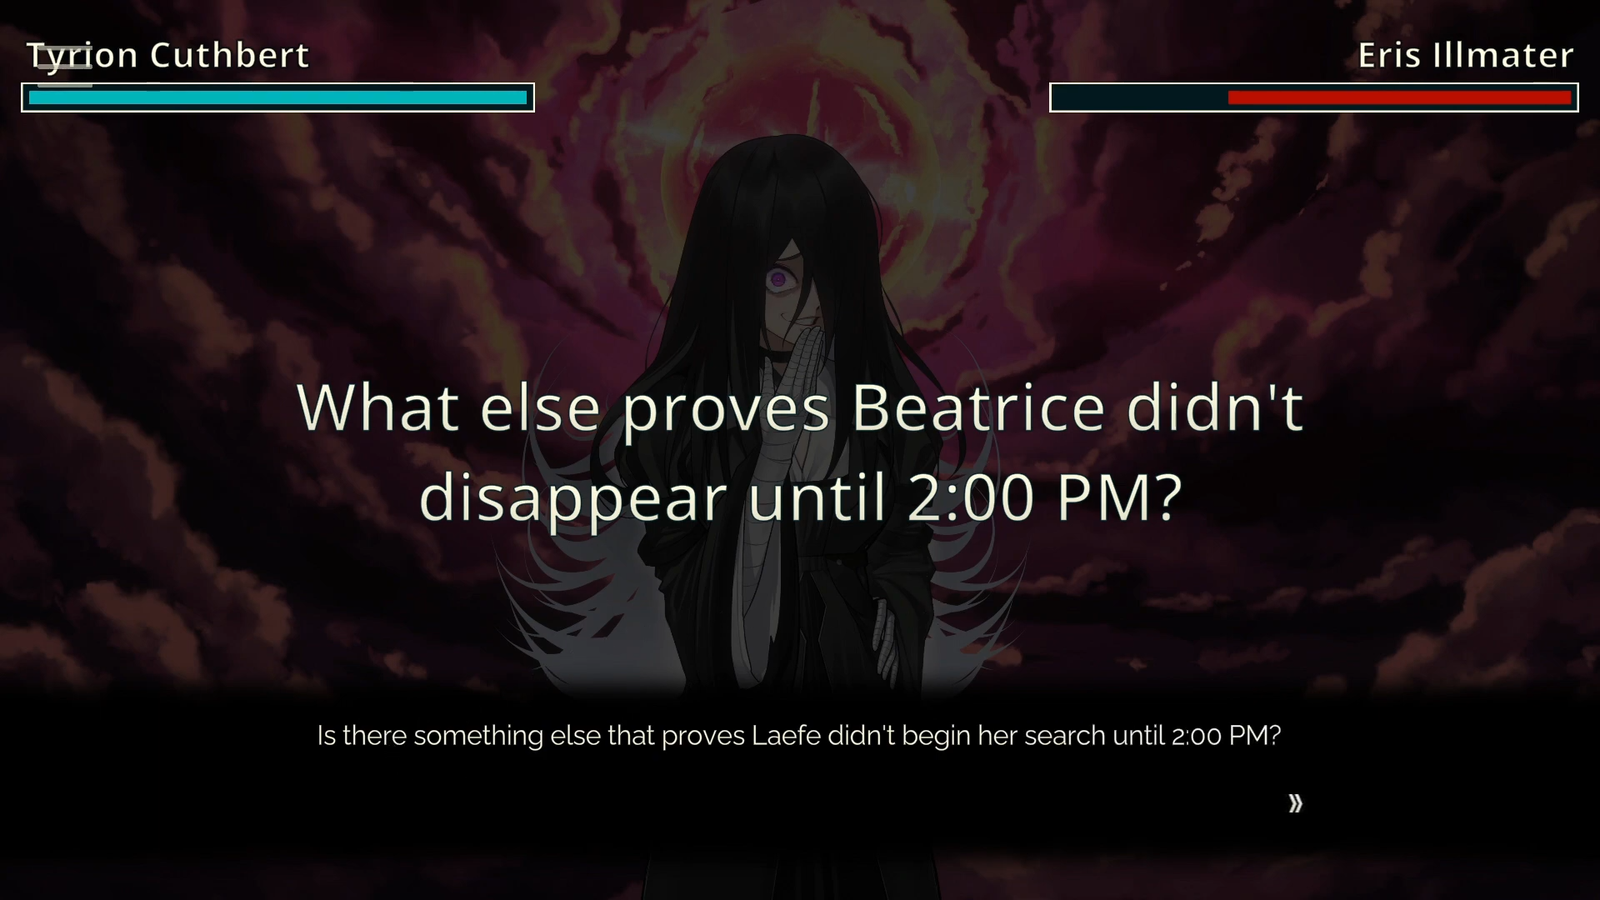 Tyrion Cuthbert
Eris Illmater
What else proves Beatrice didn't
disappear until 2:00 PM?
Is there something else that proves Laefe didn't begin her search until 2:00 PM?